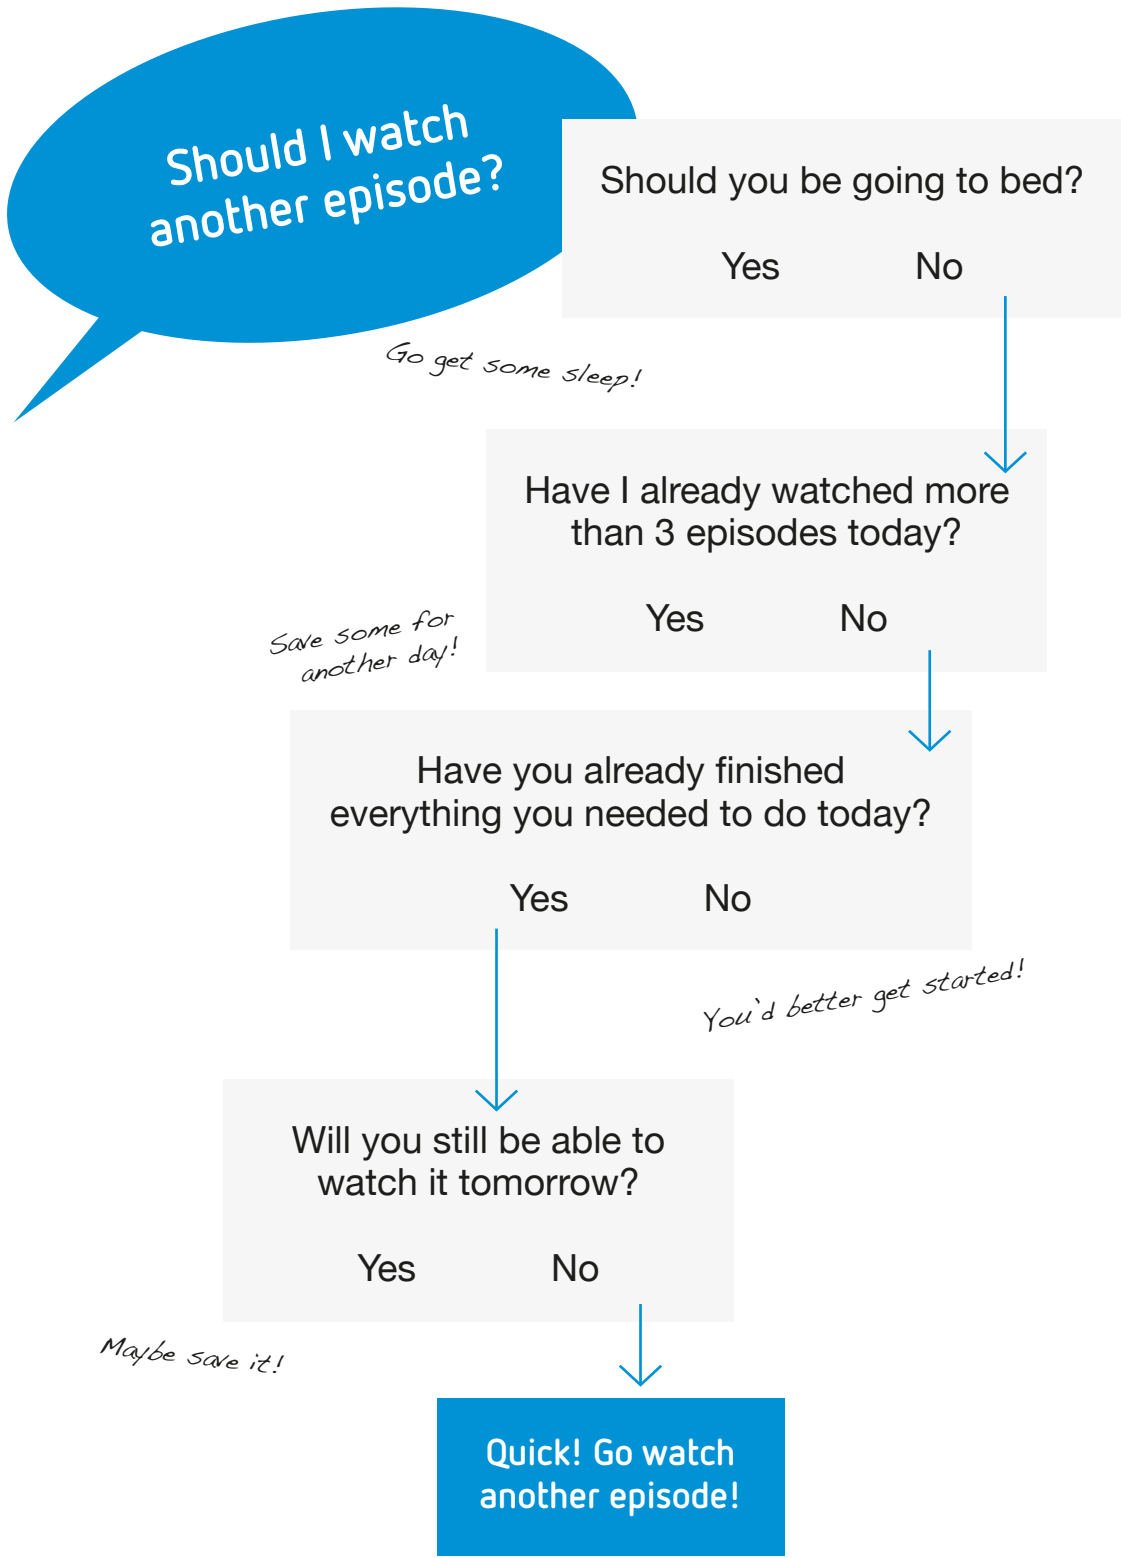 Should I watch
another episode?
Should you be going to bed?
Yes No
Go get some sleep!
Have I already watched more
than 3 episodes today?
Yes No
Save some for
another day!
Have you already finished
everything you needed to do today?
Yes No
You'd better get started!
Will you still be able to
watch it tomorrow?
Yes No
Maybe save it!
Quick! Go watch
another episode!